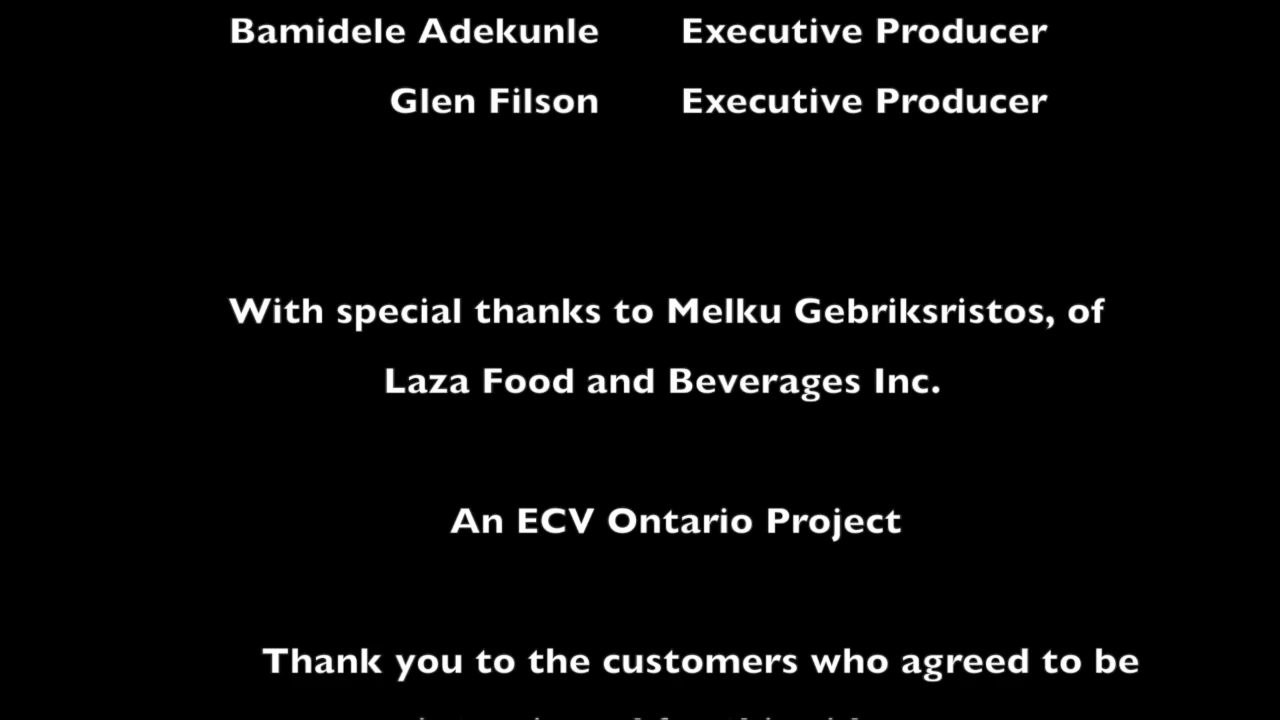 Bamidele Adekunle Executive Producer
Glen Filson Executive Producer
With special thanks to Melku Gebriksristos, of
Laza Food and Beverages Inc.
An ECV Ontario Project
Thank you to the customers who agreed to be